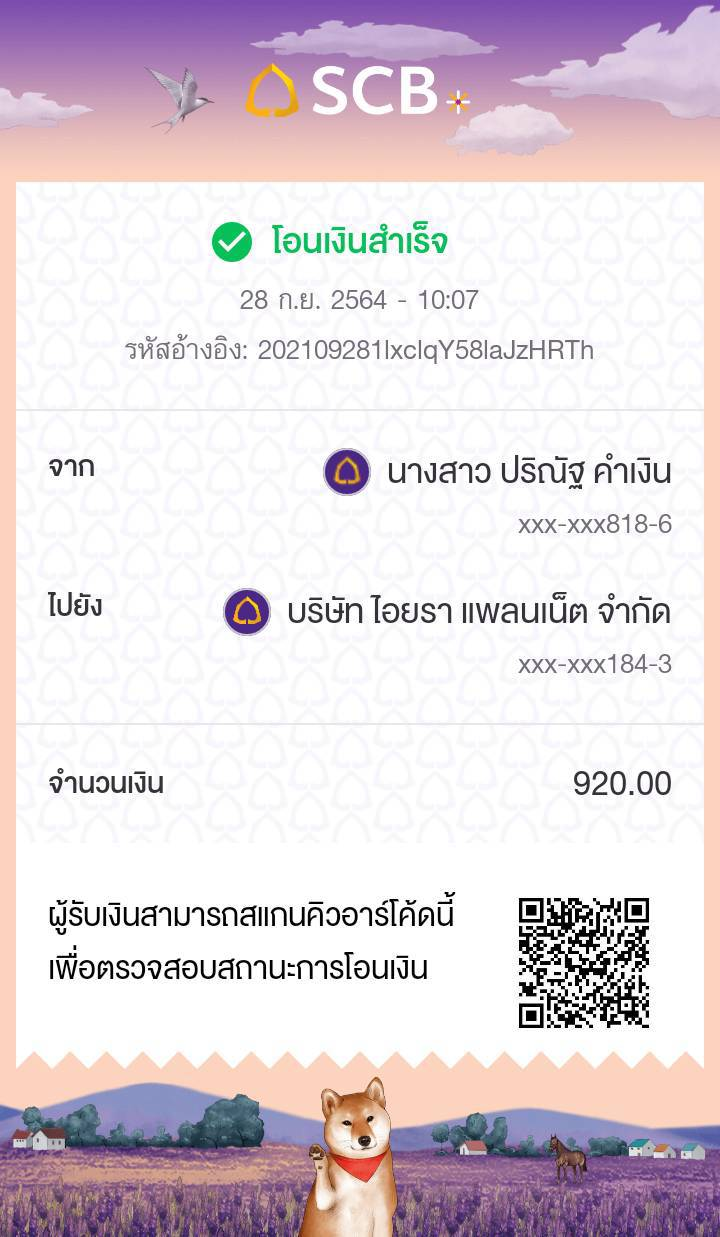 SCB
โอนเงินสำเร็จ
28 ก.ย. 2564 - 10:07
รหัสอ้างอิง: 202109281lxclqY58laJzHRTh
จาก
นางสาว ปริณัฐ คำเงิน
xxx-xxx818-6
ไปยัง
บริษัท ไอยรา แพลนเน็ต จำกัด
xxx-xxx184-3
จำนวนเงิน 920.00
ผู้รับเงินสามารถสแกนคิวอาร์โค้ดนี้
เพื่อตรวจสอบสถานะการโอนเงิน